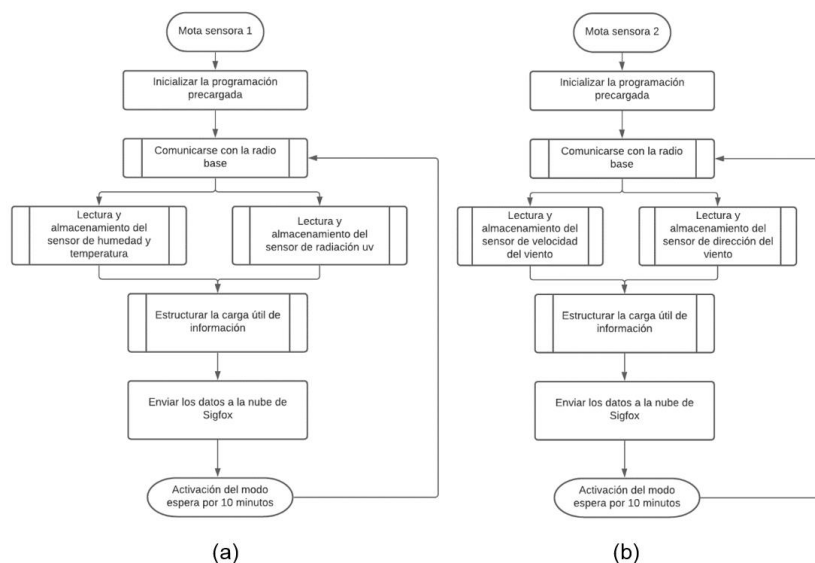 Mota sensora 1
Inicializar la programación
precargada
Comunicarse con la radio
base
Lectura y
almacenamiento del
sensor de humedad y
temperatura
Lectura y
almacenamiento del
sensor de radiación uv
Estructurar la carga útil de
información
Enviar los datos a la nube de
Sigfox
Activación del modo
espera por 10 minutos
(a)
Mota sensora 2
Inicializar la programación
precargada
Comunicarse con la radio
base
Lectura y
almacenamiento del
sensor de velocidad
del viento
Lectura y
almacenamiento del
sensor de dirección del
viento
Estructurar la carga útil de
información
Enviar los datos a la nube de
Sigfox
Activación del modo
espera por 10 minutos
(b)